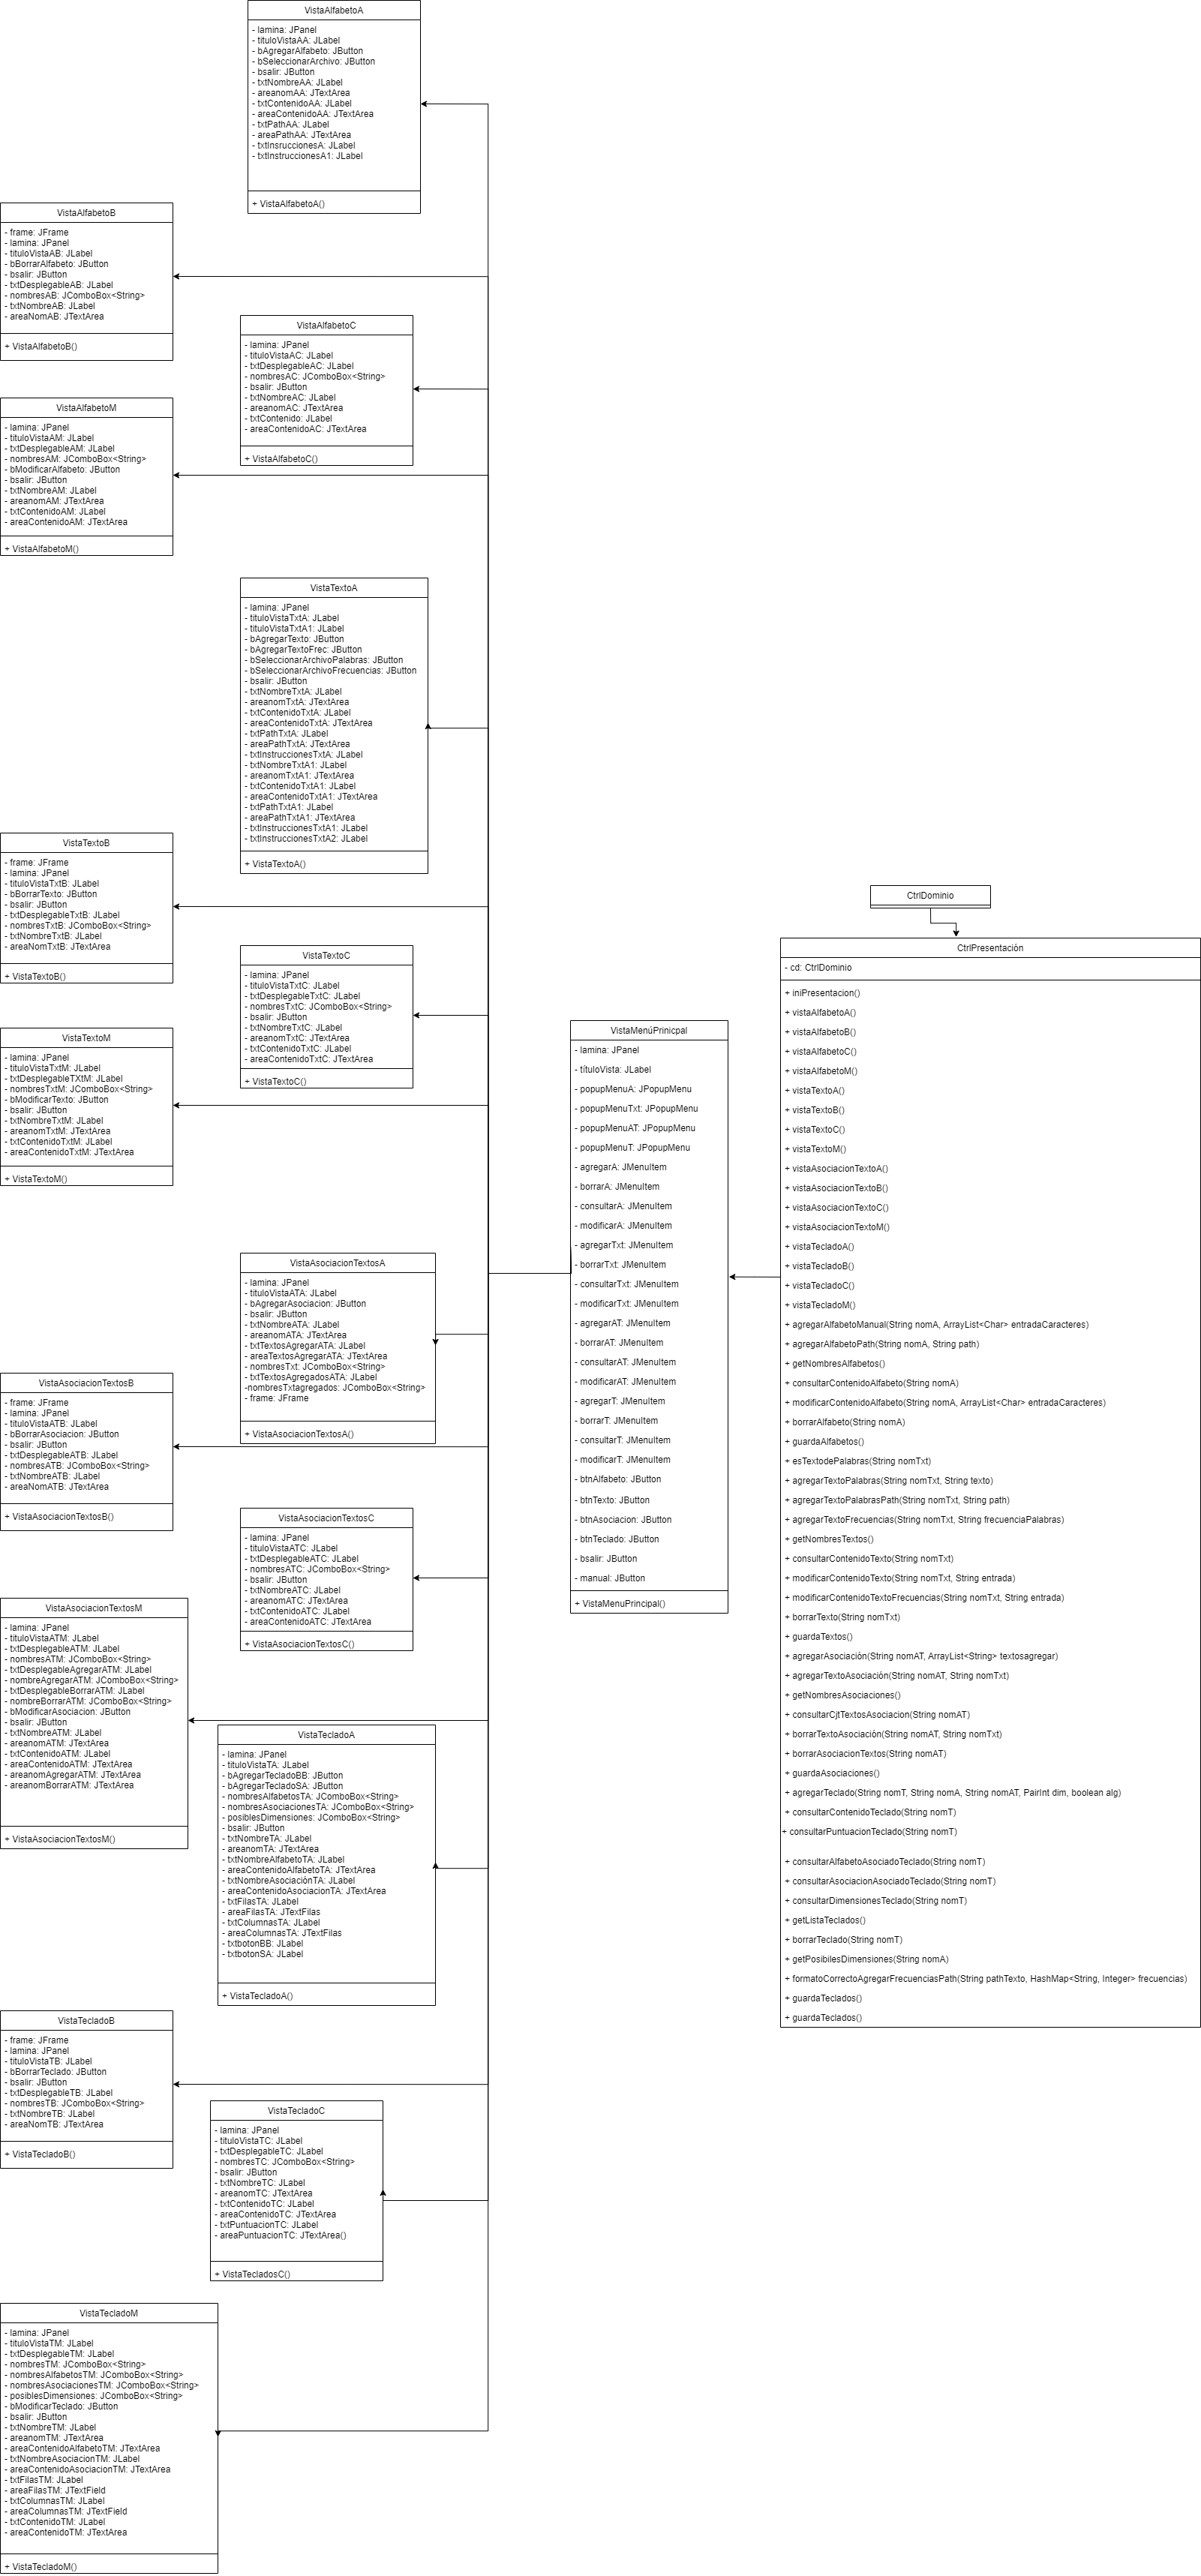 VistaAlfabetoA
- lamina: JPanel
- tituloVistaAA: JLabel
- bAgregarAlfabeto: JButton
- bSeleccionarArchivo: JButton
- bsalir: JButton
- txtNombreAA: JLabel
- areanomAA: JTextArea
- txtContenidoAA: JLabel
- areaContenidoAA: JTextArea
- txtPathAA: JLabel
- areaPathAA: JTextArea
- txtInsruccionesA: JLabel
- txtInstruccionesA1: JLabel
+ VistaAlfabetoA()
VistaAlfabetoB
- frame: JFrame
- lamina: JPanel
- tituloVistaAB: JLabel
- bBorrarAlfabeto: JButton
- bsalir: JButton
- txtDesplegableAB: JLabel
- nombresAB: JComboBox<String>
- txtNombreAB: JLabel
- areaNomAB: JTextArea
+ VistaAlfabetoB()
VistaAlfabetoC
- lamina: JPanel
- tituloVistaAC: JLabel
- txtDesplegableAC: JLabel
- nombresAC: JComboBox<String>
- bsalir: JButton
- txtNombreAC: JLabel
- areanomAC: JTextArea
- txtContenido: JLabel
- areaContenidoAC: JTextArea
+ VistaAlfabetoC()
VistaAlfabetoM
- lamina: JPanel
- tituloVistaAM: JLabel
- txtDesplegableAM: JLabel
- nombresAM: JComboBox<String>
- bModificarAlfabeto: JButton
- bsalir: JButton
- txtNombreAM: JLabel
- areanomAM: JTextArea
- txtContenidoAM: JLabel
- areaContenidoAM: JTextArea
+ VistaAlfabetoM()
VistaTextoA
- lamina: JPanel
- tituloVistaTxtA: JLabel
- tituloVistaTxtA1: JLabel
- bAgregarTexto: JButton
- bAgregarTextoFrec: JButton
- bSeleccionarArchivoPalabras: JButton
- bSeleccionarArchivoFrecuencias: JButton
- bsalir: JButton
- txtNombreTxtA: JLabel
- areanomTxtA: JTextArea
- txtContenidoTxtA: JLabel
- areaContenidoTxtA: JTextArea
- txtPathTxtA: JLabel
- areaPathTxtA: JTextArea
- txtInstruccionesTxtA: JLabel
- txtNombreTxtA1: JLabel
- areanomTxtA1: JTextArea
- txtContenidoTxtA1: JLabel
- areaContenidoTxtA1: JTextArea
- txtPathTxtA1: JLabel
- areaPathTxtA1: JTextArea
- txtInstruccionesTxtA1: JLabel
- txtInstruccionesTxtA2: JLabel
+ VistaTextoA()
VistaTextoB
- frame: JFrame
- lamina: JPanel
- tituloVistaTxtB: JLabel
- bBorrarTexto: JButton
- bsalir: JButton
- txtDesplegableTxtB: JLabel
- nombresTxtB: JComboBox<String>
- txtNombreTxtB: JLabel
- areaNomTxtB: JTextArea
+ VistaTextoB()
VistaTextoC
- lamina: JPanel
- tituloVistaTxtC: JLabel
- txtDesplegableTxtC: JLabel
- nombresTxtC: JComboBox<String>
- bsalir: JButton
- txtNombreTxtC: JLabel
- areanomTxtC: JTextArea
- txtContenidoTxtC: JLabel
- areaContenidoTxtC: JTextArea
+ VistaTextoC()
VistaTextoM
- lamina: JPanel
- tituloVistaTxtM: JLabel
- txtDesplegableTXtM: JLabel
- nombresTxtM: JComboBox<String>
- bModificarTexto: JButton
- bsalir: JButton
- txtNombreTxtM: JLabel
- areanomTxtM: JTextArea
- txtContenidoTxtM: JLabel
- areaContenidoTxtM: JTextArea
+ VistaTextoM()
VistaAsociacionTextosA
- lamina: JPanel
- tituloVistaATA: JLabel
- bAgregarAsociacion: JButton
- bsalir: JButton
- txtNombreATA: JLabel
- areanomATA: JTextArea
- txtTextosAgregarATA: JLabel
- areaTextosAgregarATA: JTextArea
- nombresTxt: JComboBox<String>
- txtTextosAgregadosATA: JLabel
-nombresTxtagregados: JComboBox<String>
- frame: JFrame
+ VistaAsociacionTextosA()
VistaAsociacionTextosB
- frame: JFrame
- lamina: JPanel
- tituloVistaATB: JLabel
- bBorrarAsociacion: JButton
- bsalir: JButton
- txtDesplegableATB: JLabel
- nombresATB: JComboBox<String>
- txtNombreATB: JLabel
- areaNomATB: JTextArea
+ VistaAsociacionTextosB()
VistaAsociacionTextosC
- lamina: JPanel
- tituloVistaATC: JLabel
- txtDesplegableATC: JLabel
- nombresATC: JComboBox<String>
- bsalir: JButton
- txtNombreATC: JLabel
- areanomATC: JTextArea
- txtContenidoATC: JLabel
- areaContenidoATC: JTextArea
+ VistaAsociacionTextosC()
VistaAsociacionTextosM
- lamina: JPanel
- tituloVistaATM: JLabel
- txtDesplegableATM: JLabel
- nombresATM: JComboBox<String>
- txtDesplegableAgregarATM: JLabel
- nombreAgregarATM: JComboBox<String>
- txtDesplegableBorrarATM: JLabel
- nombreBorrarATM: JComboBox<String>
- bModificarAsociacion: JButton
- bsalir: JButton
- txtNombreATM: JLabel
- areanomATM: JTextArea
- txtContenidoATM: JLabel
- areaContenidoATM: JTextArea
- areanomAgregarATM: JTextArea
- areanomBorrarATM: JTextArea
+ VistaAsociacionTextosM()
VistaTecladoA
- lamina: JPanel
- tituloVistaTA: JLabel
- bAgregarTecladoBB: JButton
- bAgregarTecladoSA: JButton
- nombresAlfabetosTA: JComboBox<String>
- nombresAsociacionesTA: JComboBox<String>
- posiblesDimensiones: JComboBox<String>
- bsalir: JButton
- txtNombreTA: JLabel
- areanomTA: JTextArea
- txtNombreAlfabetoTA: JLabel
- areaContenidoAlfabetoTA: JTextArea
- txtNombreAsociaciónTA: JLabel
- areaContenidoAsociacionTA: JTextArea
- txtFilasTA: JLabel
- areaFilasTA: JTextFilas
- txtColumnasTA: JLabel
- areaColumnasTA: JTextFilas
- txtbotonBB: JLabel
- txtbotonSA: JLabel
+ VistaTecladoA()
VistaTecladoB
- frame: JFrame
- lamina: JPanel
- tituloVistaTB: JLabel
- bBorrarTeclado: JButton
- bsalir: JButton
- txtDesplegableTB: JLabel
- nombresTB: JComboBox<String>
- txtNombreTB: JLabel
- areaNomTB: JTextArea
+ VistaTecladoB()
VistaTecladoC
- lamina: JPanel
- tituloVistaTC: JLabel
- txtDesplegableTC: JLabel
- nombresTC: JComboBox<String>
- bsalir: JButton
- txtNombreTC: JLabel
- areanomTC: JTextArea
- txtContenidoTC: JLabel
- areaContenidoTC: JTextArea
- txtPuntuacionTC: JLabel
- areaPuntuacionTC: JTextArea()
+ VistaTecladosC()
VistaTecladoM
- lamina: JPanel
- tituloVistaTM: JLabel
- txtDesplegableTM: JLabel
- nombresTM: JComboBox<String>
- nombresAlfabetosTM: JComboBox<String>
- nombresAsociacionesTM: JComboBox<String>
- posiblesDimensiones: JComboBox<String>
- bModificarTeclado: JButton
- bsalir: JButton
- txtNombreTM: JLabel
- areanomTM: JTextArea
- areaContenidoAlfabetoTM: JTextArea
- txtNombreAsociacionTM: JLabel
- areaContenidoAsociacionTM: JTextArea
- txtFilasTM: JLabel
- areaFilasTM: JTextField
- txtColumnasTM: JLabel
- areaColumnasTM: JTextField
- txtContenidoTM: JLabel
- areaContenidoTM: JTextArea
+ VistaTecladoM()
VistaMenúPrinicpal
- lamina: JPanel
- títuloVista: JLabel
- popupMenuA: JPopupMenu
- popupMenuTxt: JPopupMenu
- popupMenuAT: JPopupMenu
- popupMenuT: JPopupMenu
- agregarA: JMenuItem
- borrarA: JMenuItem
- consultarA: JMenuItem
- modificarA: JMenuItem
- agregarTxt: JMenuItem
- borrarTxt: JMenuItem
- consultarTxt: JMenuItem
- modificarTxt: JMenuItem
- agregarAT: JMenuItem
- borrarAT: JMenuItem
- consultarAT: JMenuItem
- modificarAT: JMenuItem
- agregarT: JMenuItem
- borrarT: JMenuItem
- consultarT: JMenuItem
- modificarT: JMenuItem
- btnAlfabeto: JButton
- btnTexto: JButton
- btnAsociacion: JButton
- btnTeclado: JButton
- bsalir: JButton
- manual: JButton
+ VistaMenuPrincipal()
CtrlDominio
CtrlPresentación
- cd: CtrlDominio
+ iniPresentacion()
+ vistaAlfabetoA()
+ vistaAlfabetoB()
+ vistaAlfabetoC()
+ vistaAlfabetoM()
+ vistaTextoA()
+ vistaTextoB()
+ vistaTextoC()
+ vistaTextoM()
+ vistaAsociacionTextoA()
+ vistaAsociacionTextoB()
+ vistaAsociacionTextoC()
+ vistaAsociacionTextoM()
+ vistaTecladoA()
+ vistaTecladoB()
+ vistaTecladoC()
+ vistaTecladoM()
+ agregarAlfabetoManual(String nomA, ArrayList<Char> entradaCaracteres)
+ agregarAlfabetoPath(String nomA, String path)
+ getNombresAlfabetos()
+ consultarContenidoAlfabeto(String nomA)
+ modificarContenidoAlfabeto(String nomA, ArrayList<Char> entradaCaracteres)
+ borrarAlfabeto(String nomA)
+ guardaAlfabetos()
+ esTextodePalabras(String nomTxt)
+ agregarTextoPalabras(String nomTxt, String texto)
+ agregarTextoPalabrasPath(String nomTxt, String path)
+ agregarTextoFrecuencias(String nomTxt, String frecuenciaPalabras)
+ getNombresTextos()
+ consultarContenidoTexto(String nomTxt)
+ modificarContenidoTexto(String nomTxt, String entrada)
+ modificarContenidoTextoFrecuencias(String nomTxt, String entrada)
+ borrarTexto(String nomTxt)
+ guardaTextos()
+ agregarAsociación(String nomAT, ArrayList<String> textosagregar)
+ agregarTextoAsociación(String nomAT, String nomTxt)
+ getNombresAsociaciones()
+ consultarCjtTextosAsociacion(String nomAT)
+ borrarTextoAsociación(String nomAT, String nomTxt)
+ borrarAsociacionTextos(String nomAT)
+ guardaAsociaciones()
+ agregarTeclado(String nomT, String nomA, String nomAT, PairInt dim, boolean alg)
+ consultarContenidoTeclado(String nomT)
+ consultarPuntuacionTeclado(String nomT)
+ consultarAlfabetoAsociadoTeclado(String nomT)
+ consultarAsociacionAsociadoTeclado(String nomT)
+ consultarDimensionesTeclado(String nomT)
+ getListaTeclados()
+ borrarTeclado(String nomT)
+ getPosibilesDimensiones(String nomA)
+ formatoCorrectoAgregarFrecuenciasPath(String pathTexto, HashMap<String, Integer> frecuencias)
+ guardaTeclados()
+ guardaTeclados()